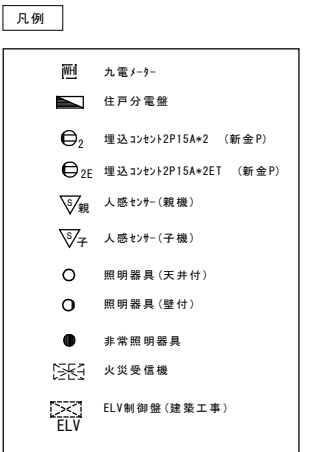 凡例
WH 九電メーター
住戸分電盤
2 埋込コンセント2P15A*2 (新金P)
2E 埋込コンセント2P15A*2ET (新金P)
S 親 人感センサー(親機)
S 子 人感センサー(子機)
照明器具(天井付)
照明器具(壁付)
非常照明器具
火災受信機
ELV制御盤(建築工事)
ELV